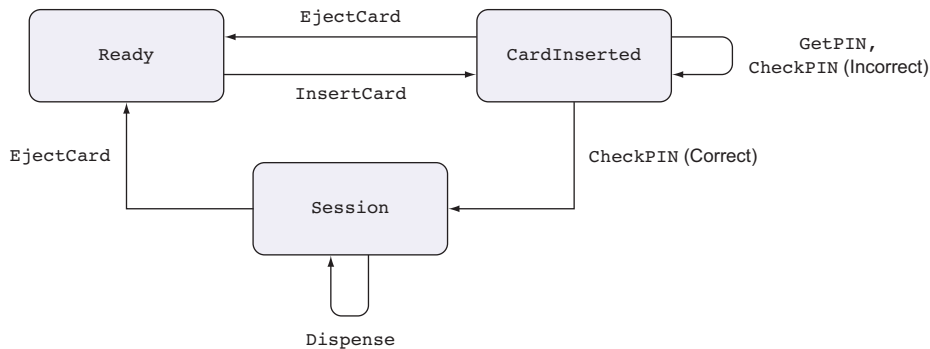 EjectCard
Ready
CardInserted
GetPIN,
CheckPIN (Incorrect)
InsertCard
EjectCard
CheckPIN (Correct)
Session
Dispense